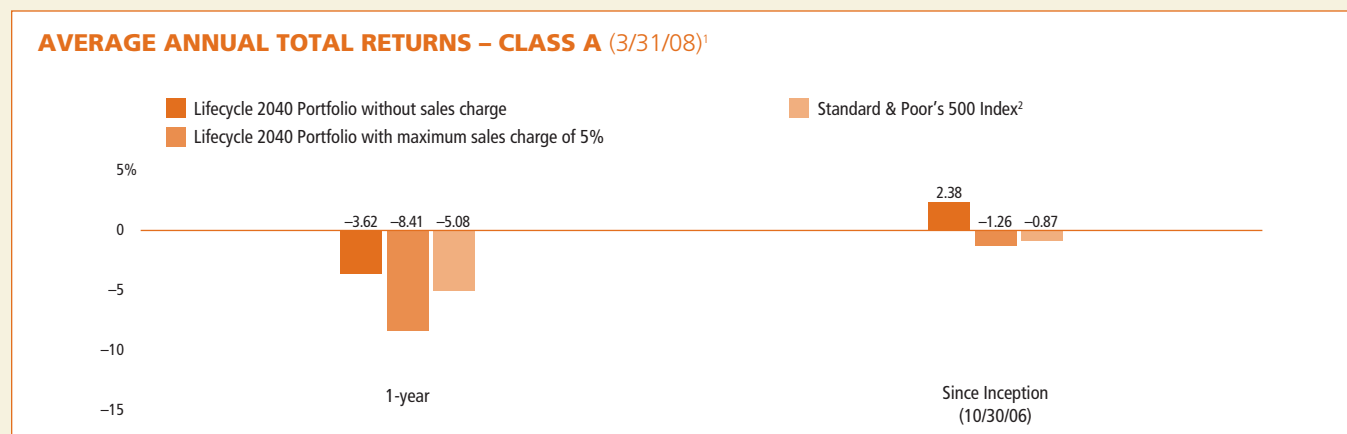 AVERAGE ANNUAL TOTAL RETURNS – CLASS A (3/31/08)¹
Lifecycle 2040 Portfolio without sales charge
Standard & Poor's 500 Index²
Lifecycle 2040 Portfolio with maximum sales charge of 5%
5%
2.38
–3.62 –8.41 –5.08
–1.26 –0.87
0
–5
–10
1-year
Since Inception
(10/30/06)
–15